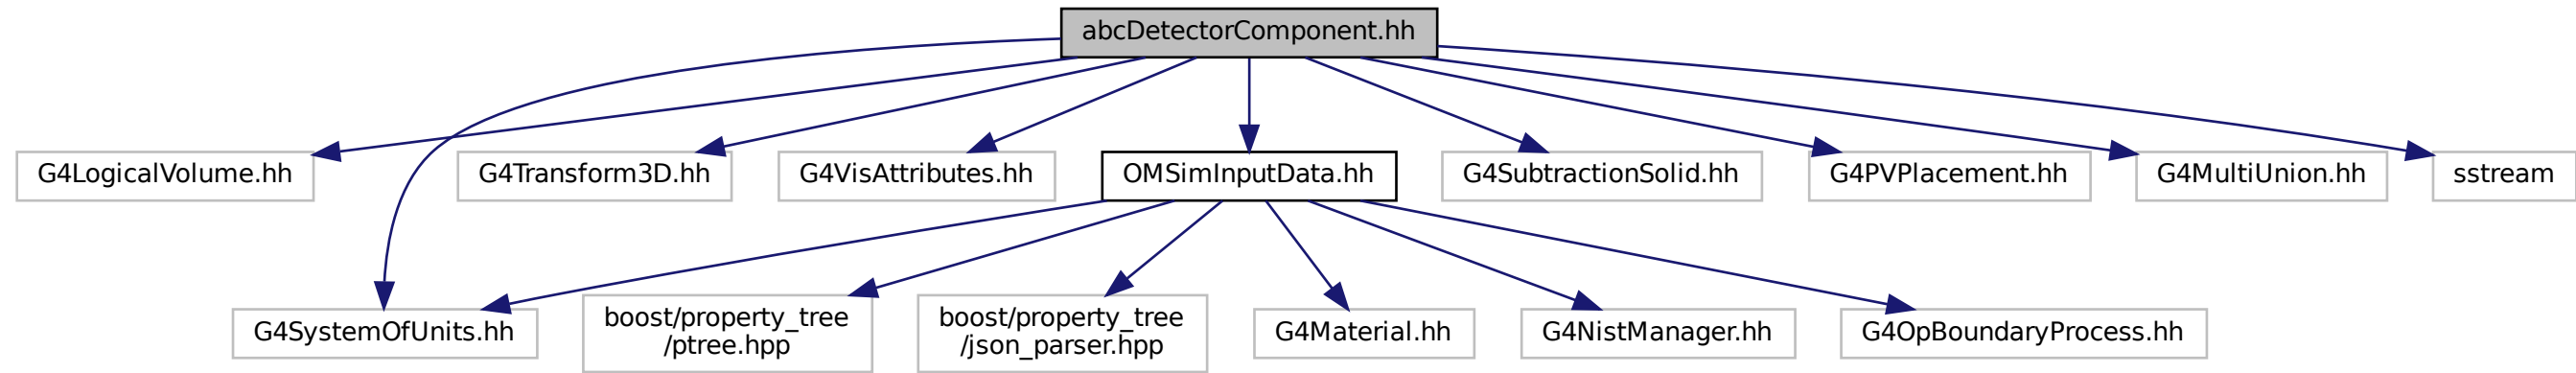 abcDetectorComponent.hh
G4LogicalVolume.hh
G4Transform3D.hh
G4VisAttributes.hh
OMSimInputData.hh
G4SubtractionSolid.hh
G4PVPlacement.hh
G4MultiUnion.hh
sstream
G4SystemOfUnits.hh
boost/property_tree
/ptree.hpp
boost/property_tree
/json_parser.hpp
G4Material.hh
G4NistManager.hh
G4OpBoundaryProcess.hh